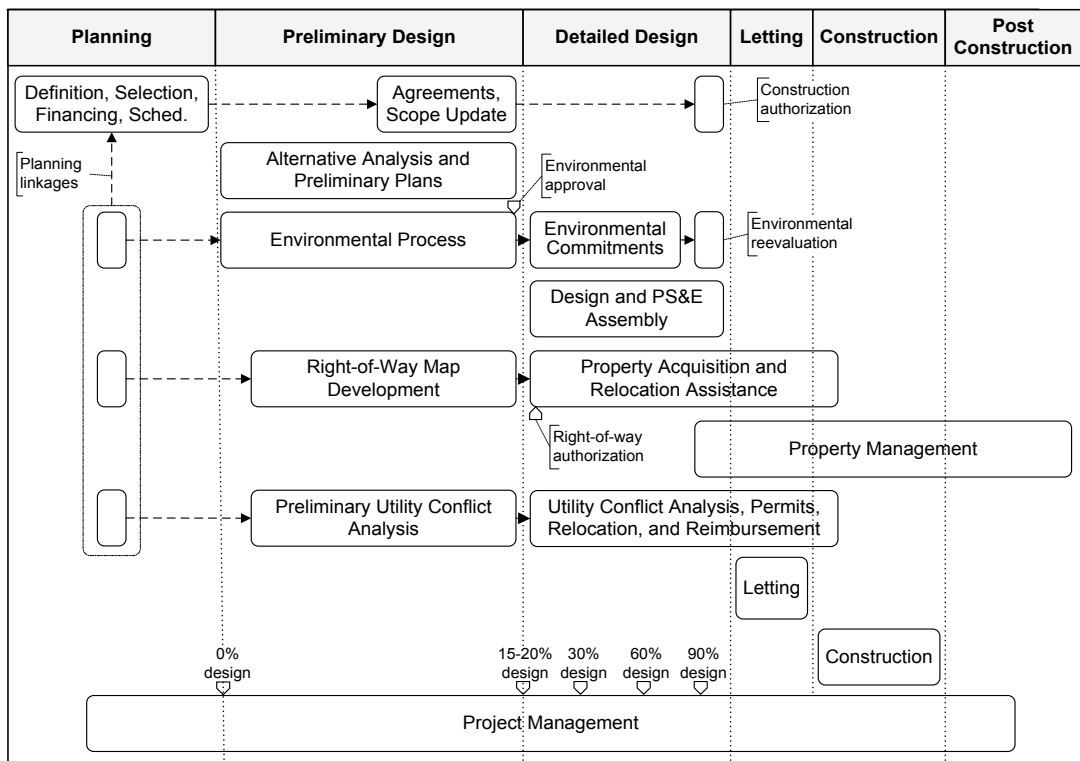 Planning
Preliminary Design
Detailed Design
Letting
Construction
Post
Construction
Definition, Selection,
Financing, Sched.
Agreements,
Scope Update
Construction
authorization
Planning
linkages
Alternative Analysis and
Preliminary Plans
Environmental
approval
Environmental Process
Environmental
Commitments
Environmental
reevaluation
Design and PS&E
Assembly
Right-of-Way Map
Development
Property Acquisition and
Relocation Assistance
Right-of-way
authorization
Property Management
Preliminary Utility Conflict
Analysis
Utility Conflict Analysis, Permits,
Relocation, and Reimbursement
Letting
Construction
0%
design
15-20%
design
30%
design
60%
design
90%
design
Project Management